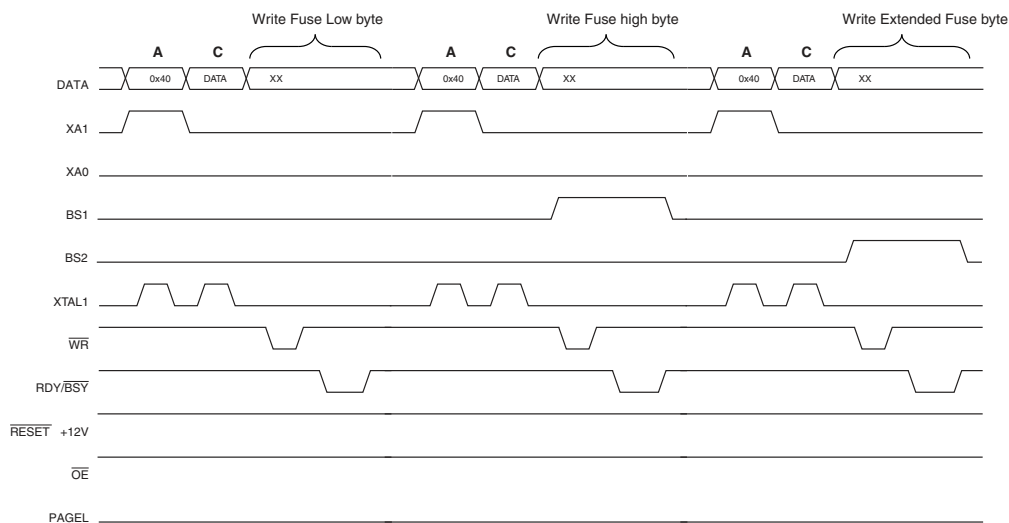 Write Fuse Low byte Write Fuse high byte Write Extended Fuse byte
A C A C A C
DATA 0x40 DATA XX 0x40 DATA XX 0x40 DATA XX
XA1
XA0
BS1
BS2
XTAL1
WR
RDY/BSY
RESET +12V
OE
PAGEL